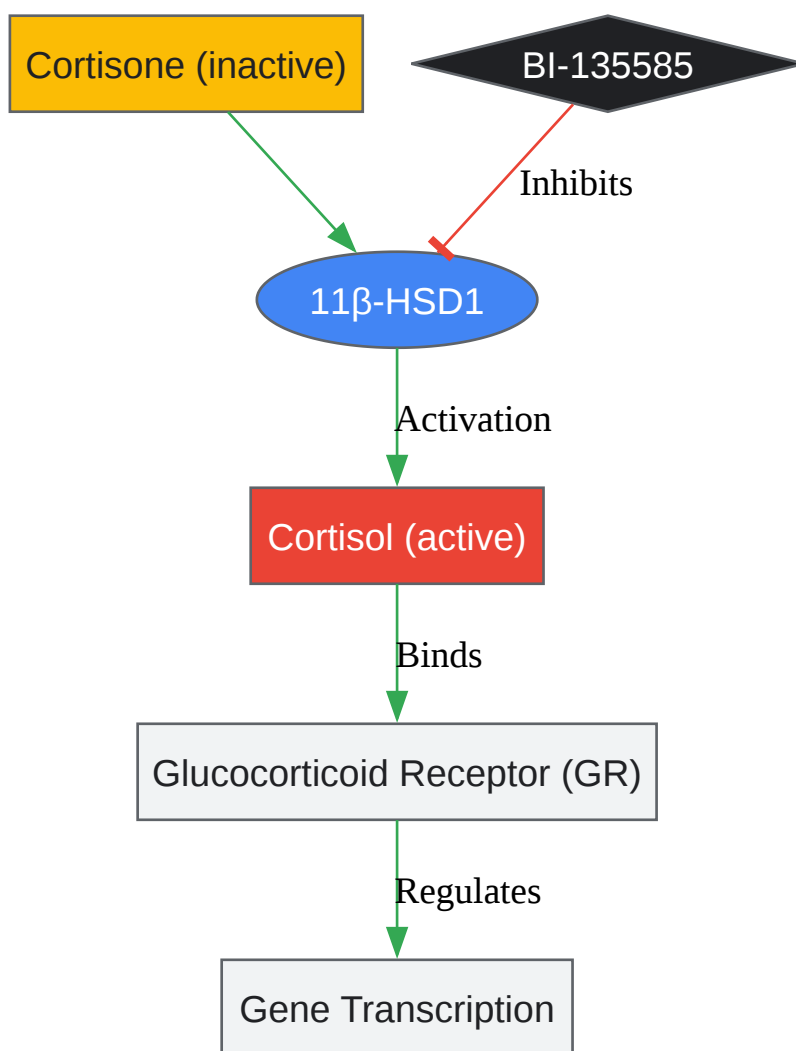 Cortisone (inactive)
BI-135585
Inhibits
11β-HSD1
Activation
Cortisol (active)
Binds
Glucocorticoid Receptor (GR)
Regulates
Gene Transcription